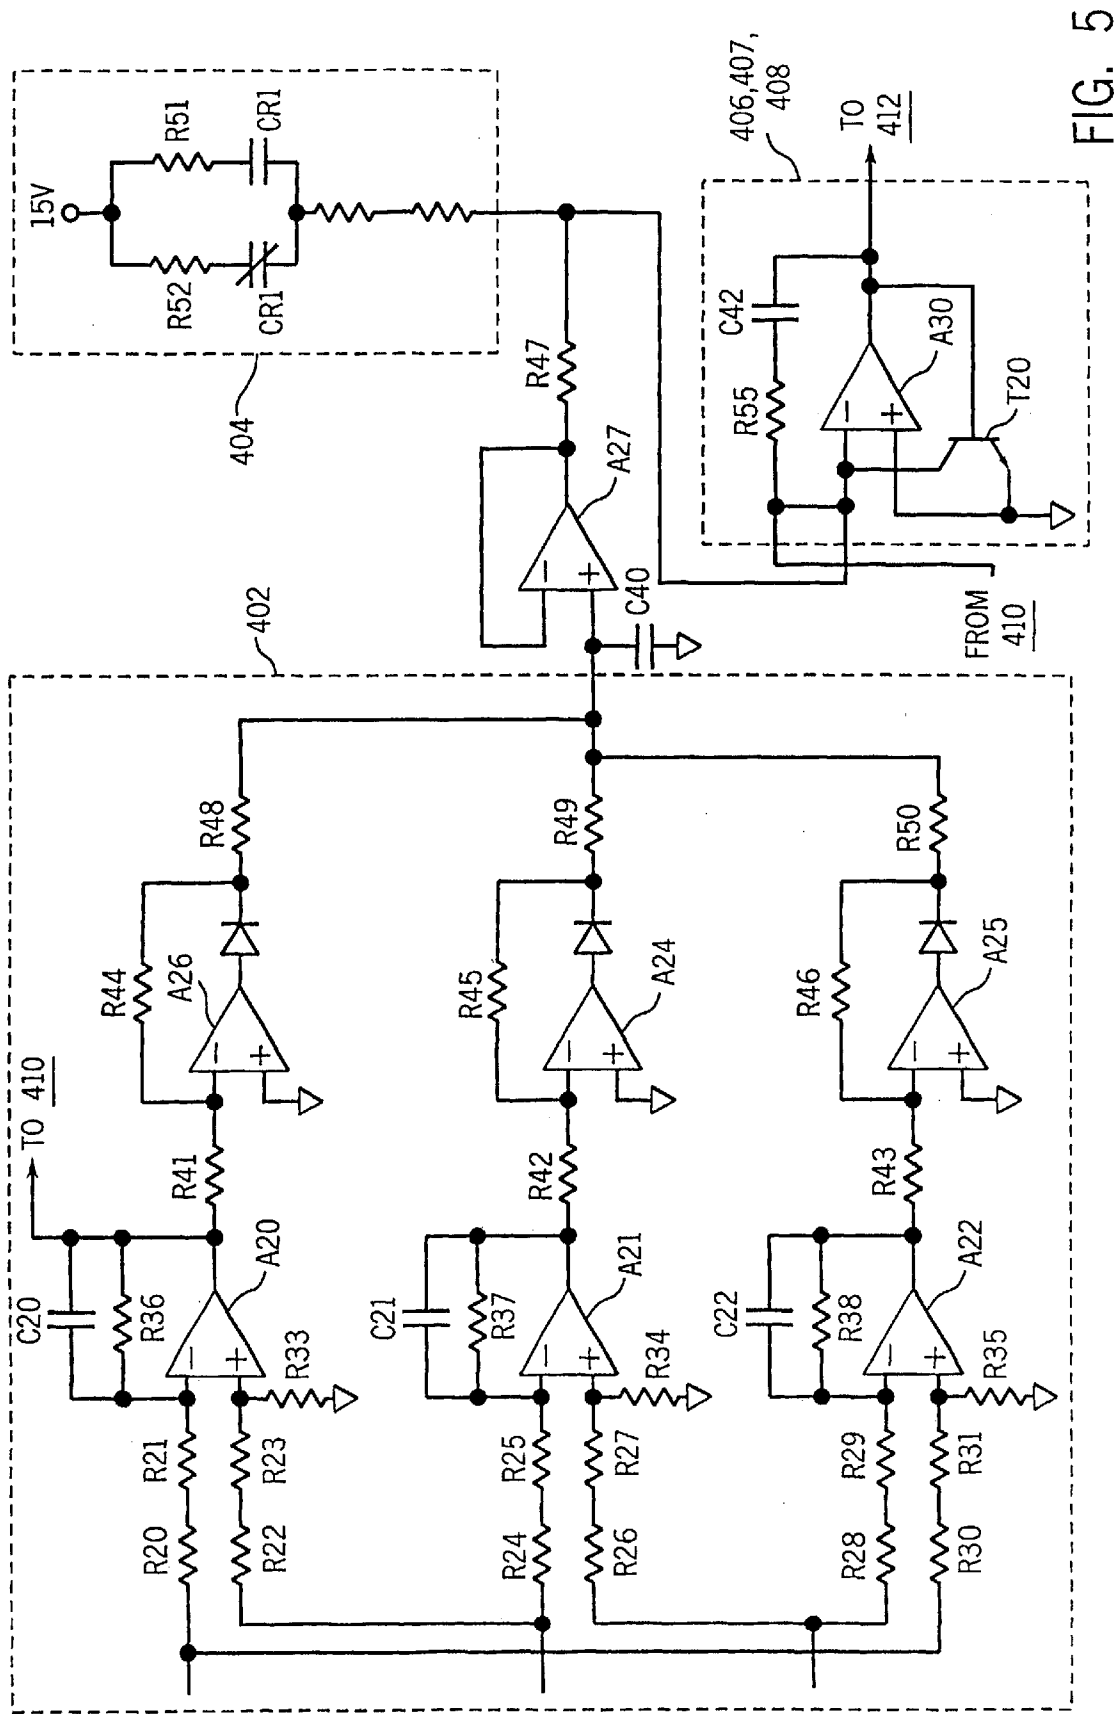 402
TO 410
C20
R36
R20
R21
R22
R23
R33
A20
R41
R44
A26
R48
C21
R37
R24
R25
R26
R27
R34
A21
R42
R45
A24
R49
C22
R38
R28
R29
R30
R31
R35
A22
R43
R46
A25
R50
C40
A27
R47
404
15V
R52
R51
CR1
CR1
FROM
410
R55
C42
A30
T20
406,407,
408
TO
412
FIG. 5
−
+
−
+
−
+
−
+
−
+
−
+
−
+
−
+